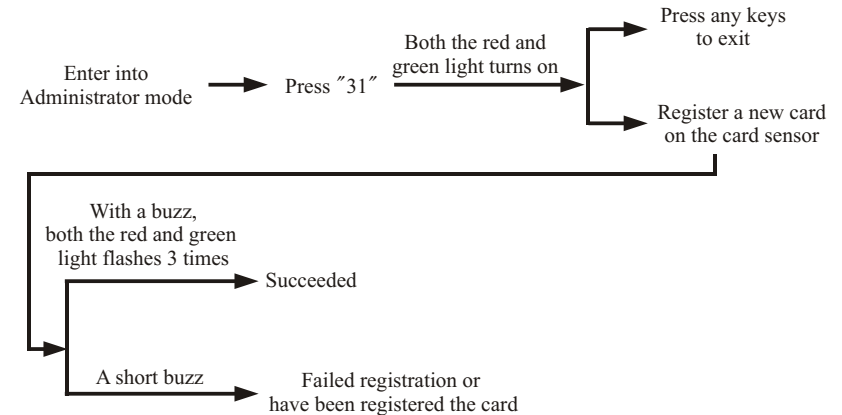 Enter into
Administrator mode
Press ″31″
Both the red and
green light turns on
Press any keys
to exit
Register a new card
on the card sensor
With a buzz,
both the red and green
light flashes 3 times
Succeeded
A short buzz
Failed registration or
have been registered the card